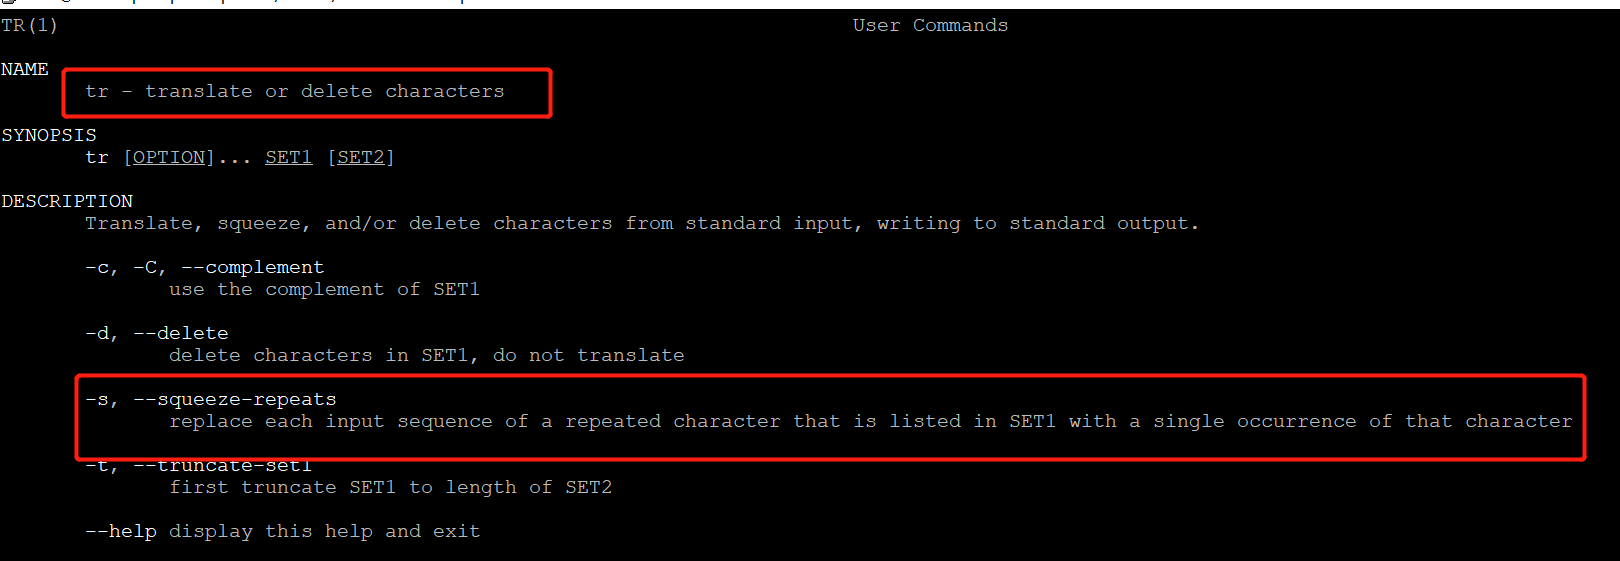 TR(1) User Commands
NAME
tr - translate or delete characters
SYNOPSIS
tr [OPTION]... SET1 [SET2]
DESCRIPTION
Translate, squeeze, and/or delete characters from standard input, writing to standard output.
-c, -C, --complement
use the complement of SET1
-d, --delete
delete characters in SET1, do not translate
-s, --squeeze-repeats
replace each input sequence of a repeated character that is listed in SET1 with a single occurrence of that character
-t, --truncate-set1
first truncate SET1 to length of SET2
--help display this help and exit